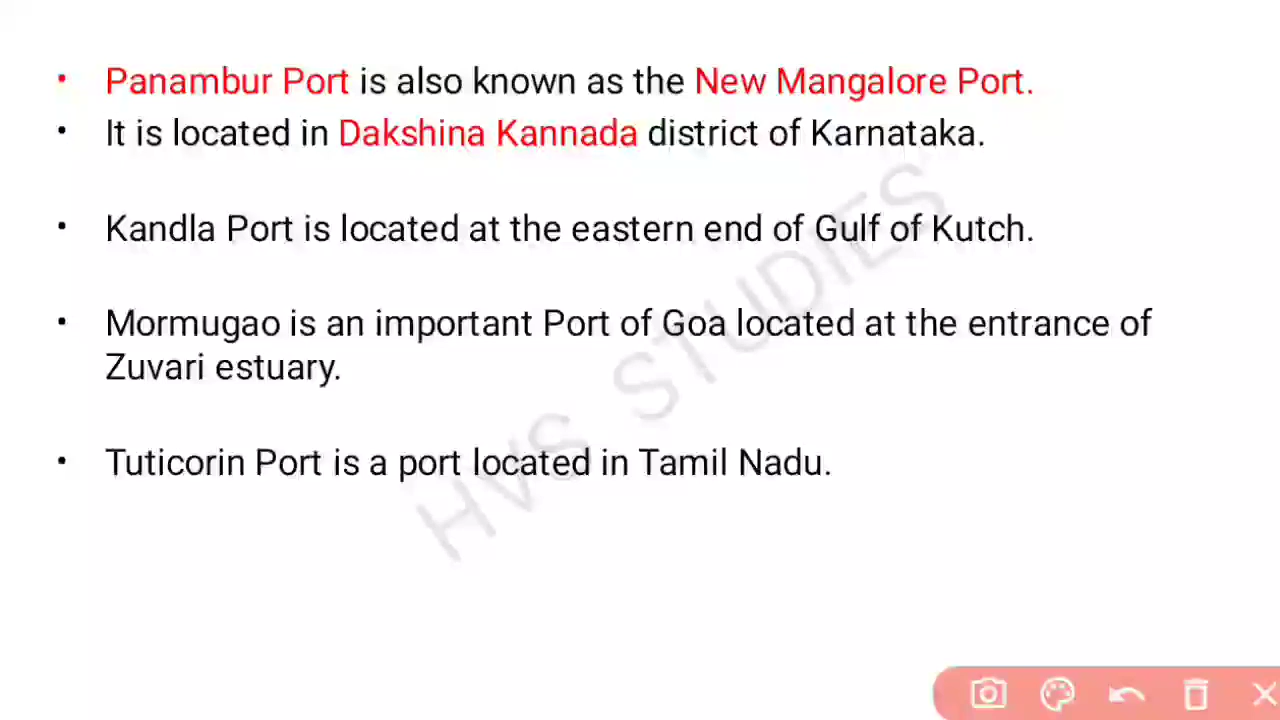 • Panambur Port is also known as the New Mangalore Port.
• It is located in Dakshina Kannada district of Karnataka.
• Kandla Port is located at the eastern end of Gulf of Kutch.
• Mormugao is an important Port of Goa located at the entrance of
Zuvari estuary.
• Tuticorin Port is a port located in Tamil Nadu.
HVS STUDIES